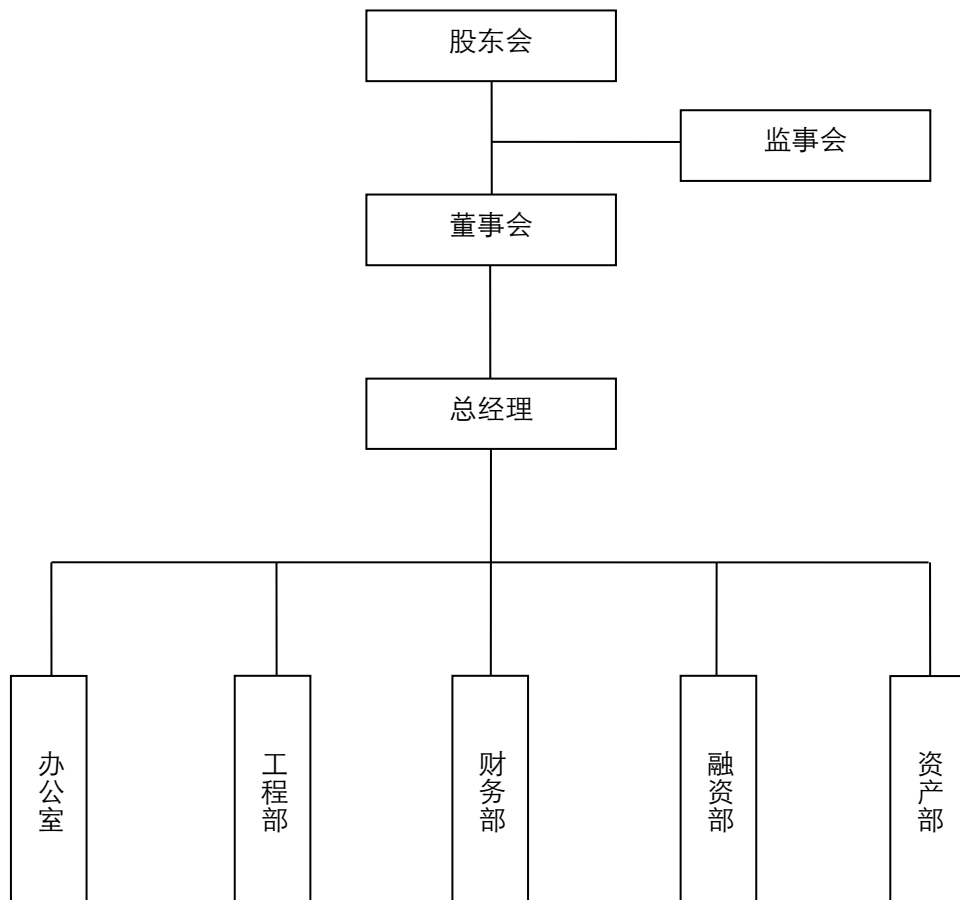 股东会
监事会
董事会
总经理
办公室
工程部
财务部
融资部
资产部